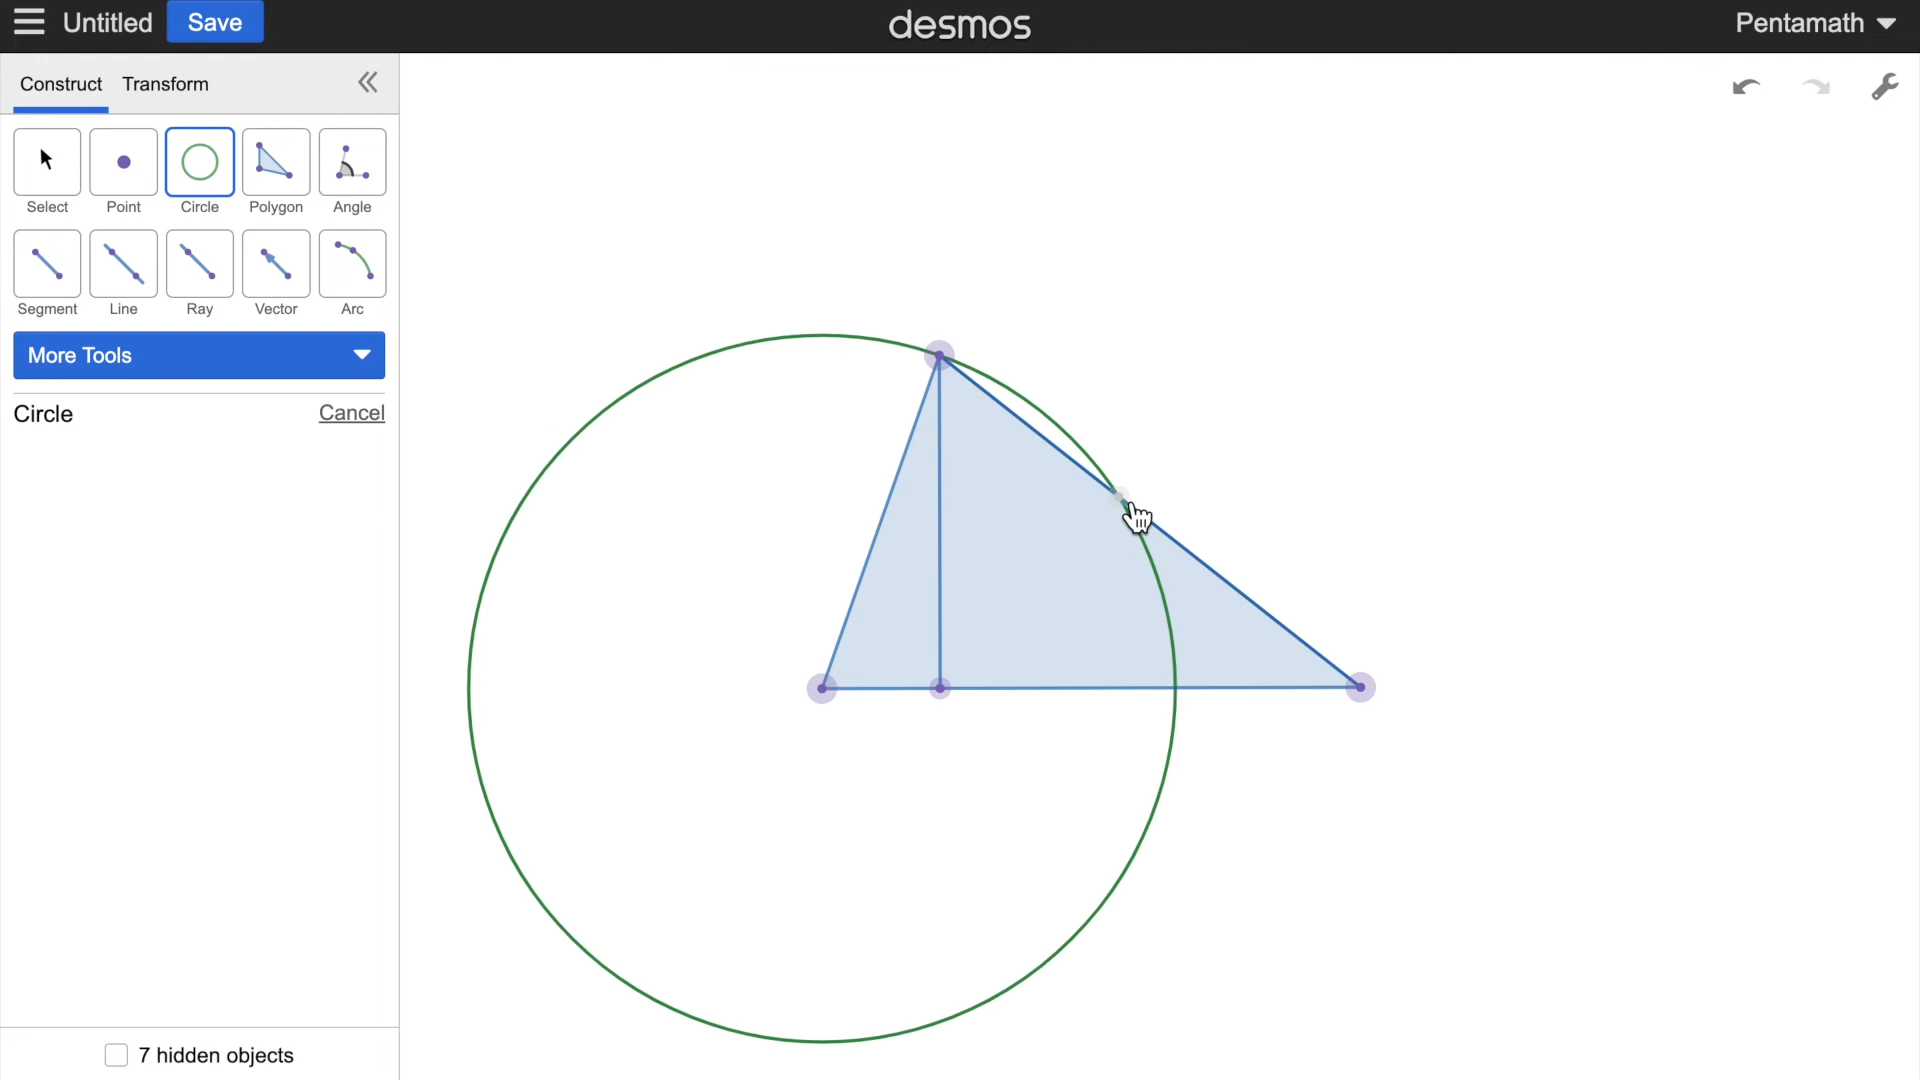 Untitled Save desmos Pentamath
Construct Transform
Select Point Circle Polygon Angle
Segment Line Ray Vector Arc
More Tools
Circle Cancel
7 hidden objects